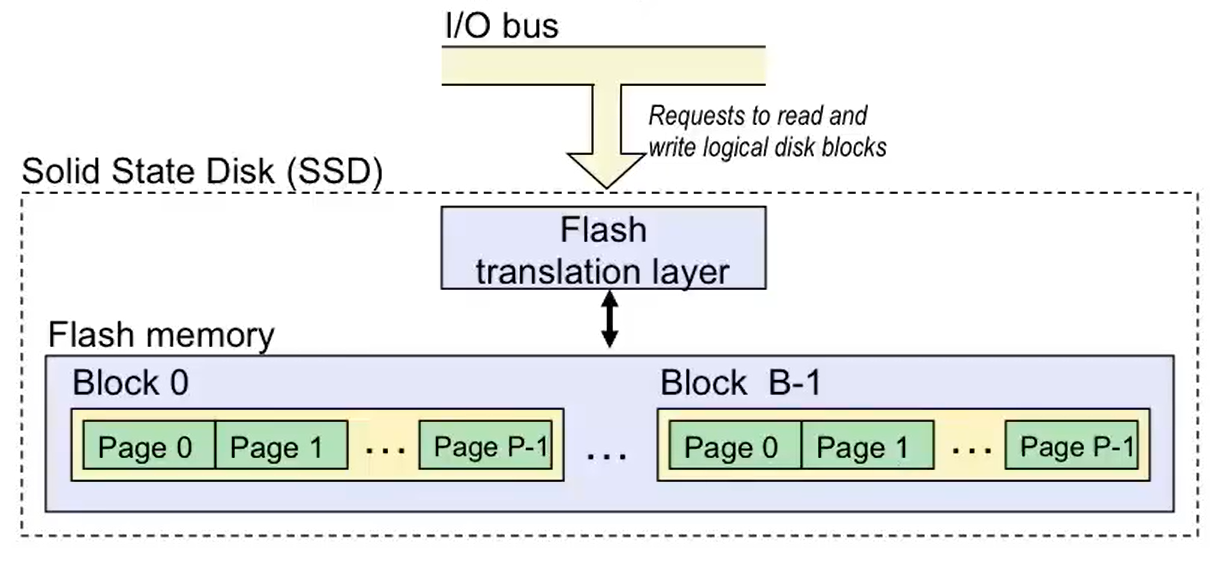 I/O bus
Requests to read and
write logical disk blocks
Solid State Disk (SSD)
Flash
translation layer
Flash memory
Block 0
Block B-1
Page 0 Page 1 ... Page P-1 ... Page 0 Page 1 ... Page P-1